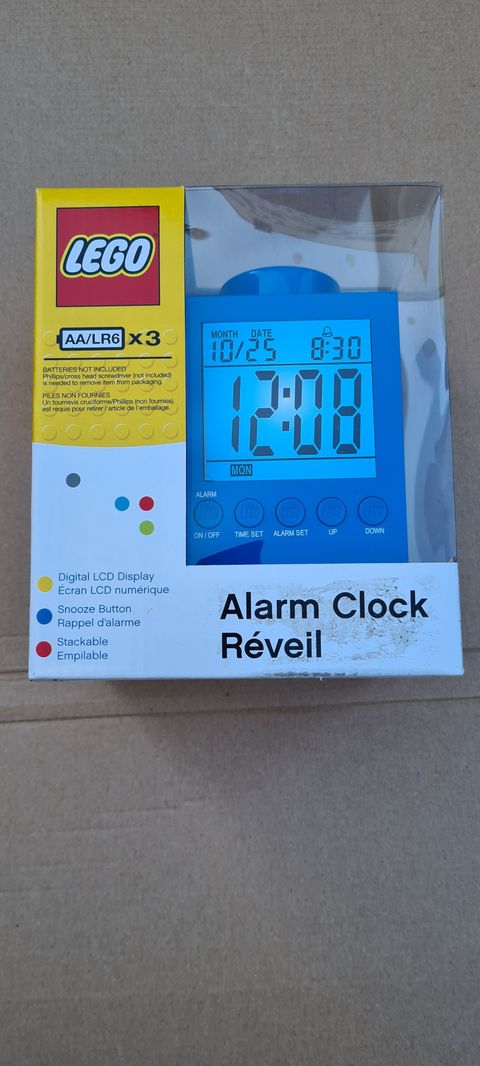 LEGO
AA/LR6 x3
BATTERIES NOT INCLUDED
Phillips/cross head screwdriver (not included)
is needed to remove item from packaging.
PILES NON FOURNIES
Un tournevis cruciforme/Phillips (non fournies)
est requis pour retirer l'article de l'emballage.
MONTH DATE
10/25 8:30
12:08
MON
ALARM
ON / OFF TIME SET ALARM SET UP DOWN
Digital LCD Display
Écran LCD numérique
Snooze Button
Rappel d'alarme
Stackable
Empilable
Alarm Clock
Réveil